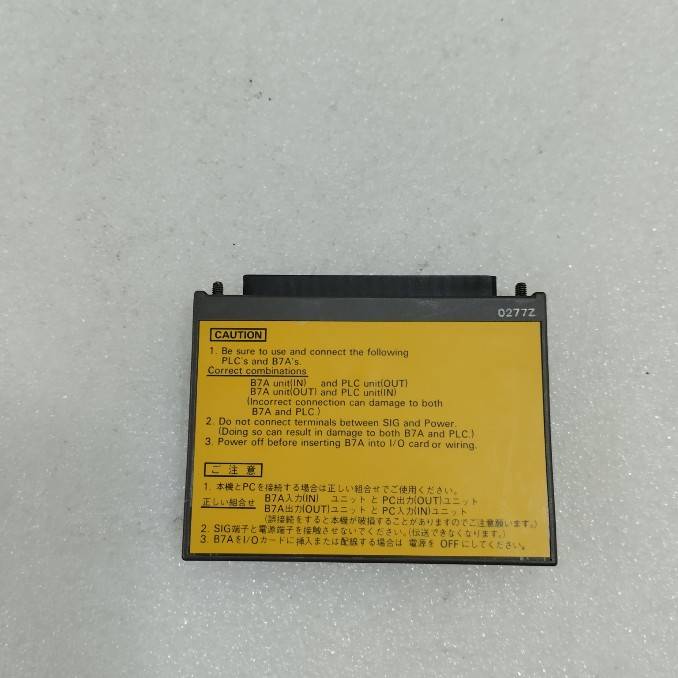 0277Z
CAUTION
1. Be sure to use and connect the following
PLC's and B7A's.
Correct combinations
B7A unit(IN) and PLC unit(OUT)
B7A unit(OUT) and PLC unit(IN)
(Incorrect connection can damage to both
B7A and PLC.)
2. Do not connect terminals between SIG and Power.
(Doing so can result in damage to both B7A and PLC.)
3. Power off before inserting B7A into I/O card or wiring.
ご注意
1. 本機とPCを接続する場合は正しい組合せでご使用ください。
正しい組合せ B7A入力(IN) ユニット と PC出力(OUT)ユニット
B7A出力(OUT)ユニット と PC入力(IN)ユニット
(誤接続をすると本機が破損することがありますのでご注意願います。)
2. SIG端子と電源端子を接触させないでください。(伝送できなくなります。)
3. B7AをI/Oカードに挿入または配線する場合は 電源を OFFにしてください。